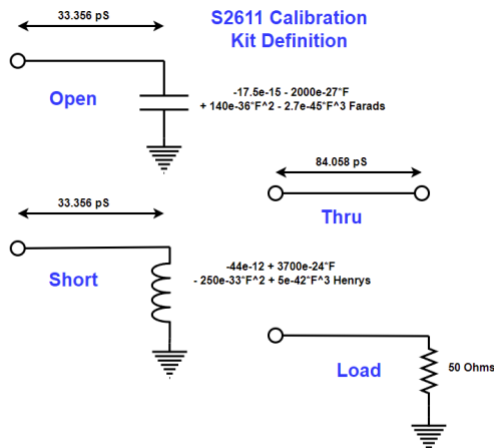 S2611 Calibration
Kit Definition
33.356 pS
Open
-17.5e-15 - 2000e-27*F
+ 140e-36*F^2 - 2.7e-45*F^3 Farads
84.058 pS
Thru
33.356 pS
Short
-44e-12 + 3700e-24*F
- 250e-33*F^2 + 5e-42*F^3 Henrys
Load
50 Ohms